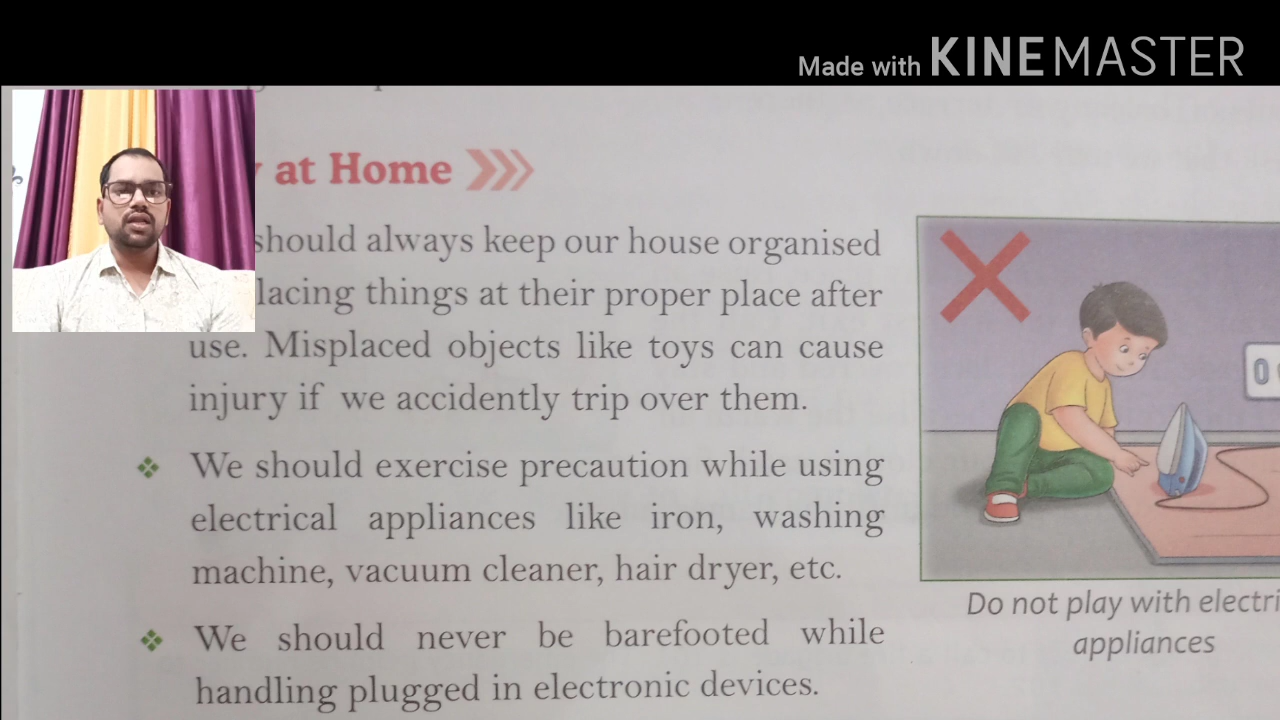 Made with KINEMASTER
at Home
should always keep our house organised
lacing things at their proper place after
use. Misplaced objects like toys can cause
injury if we accidently trip over them.
We should exercise precaution while using
electrical appliances like iron, washing
machine, vacuum cleaner, hair dryer, etc.
We should never be barefooted while
handling plugged in electronic devices.
Do not play with electri
appliances